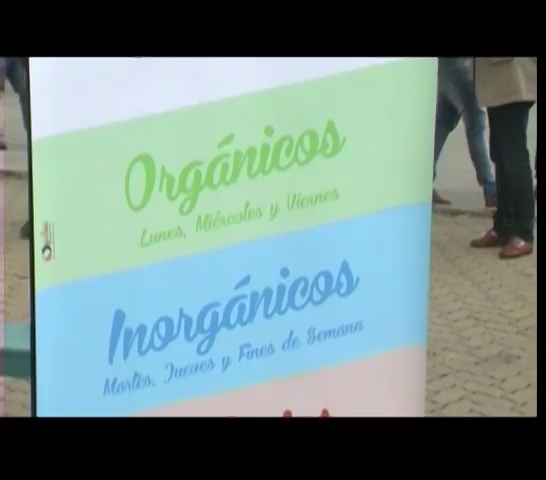 Orgánicos
Lunes, Miércoles y Viernes
Inorgánicos
Martes, Jueves y Fines de Semana